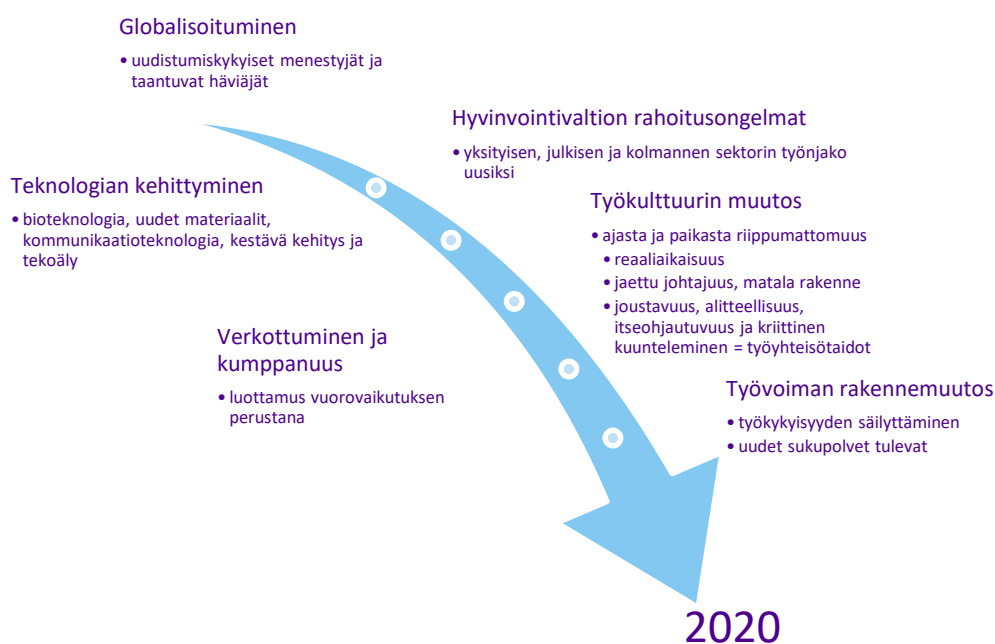 Globalisoituminen
• uudistumiskykyiset menestyjät ja
taantuvat häviäjät
Hyvinvointivaltion rahoitusongelmat
• yksityisen, julkisen ja kolmannen sektorin työnjako
uusiksi
Teknologian kehittyminen
• bioteknologia, uudet materiaalit,
kommunikaatioteknologia, kestävä kehitys ja
tekoäly
Työkulttuurin muutos
• ajasta ja paikasta riippumattomuus
• reaaliaikaisuus
• jaettu johtajuus, matala rakenne
• joustavuus, alitteellisuus,
itseohjautuvuus ja kriittinen
kuunteleminen = työyhteisötaidot
Verkottuminen ja
kumppanuus
• luottamus vuorovaikutuksen
perustana
Työvoiman rakennemuutos
• työkykyisyyden säilyttäminen
• uudet sukupolvet tulevat
2020